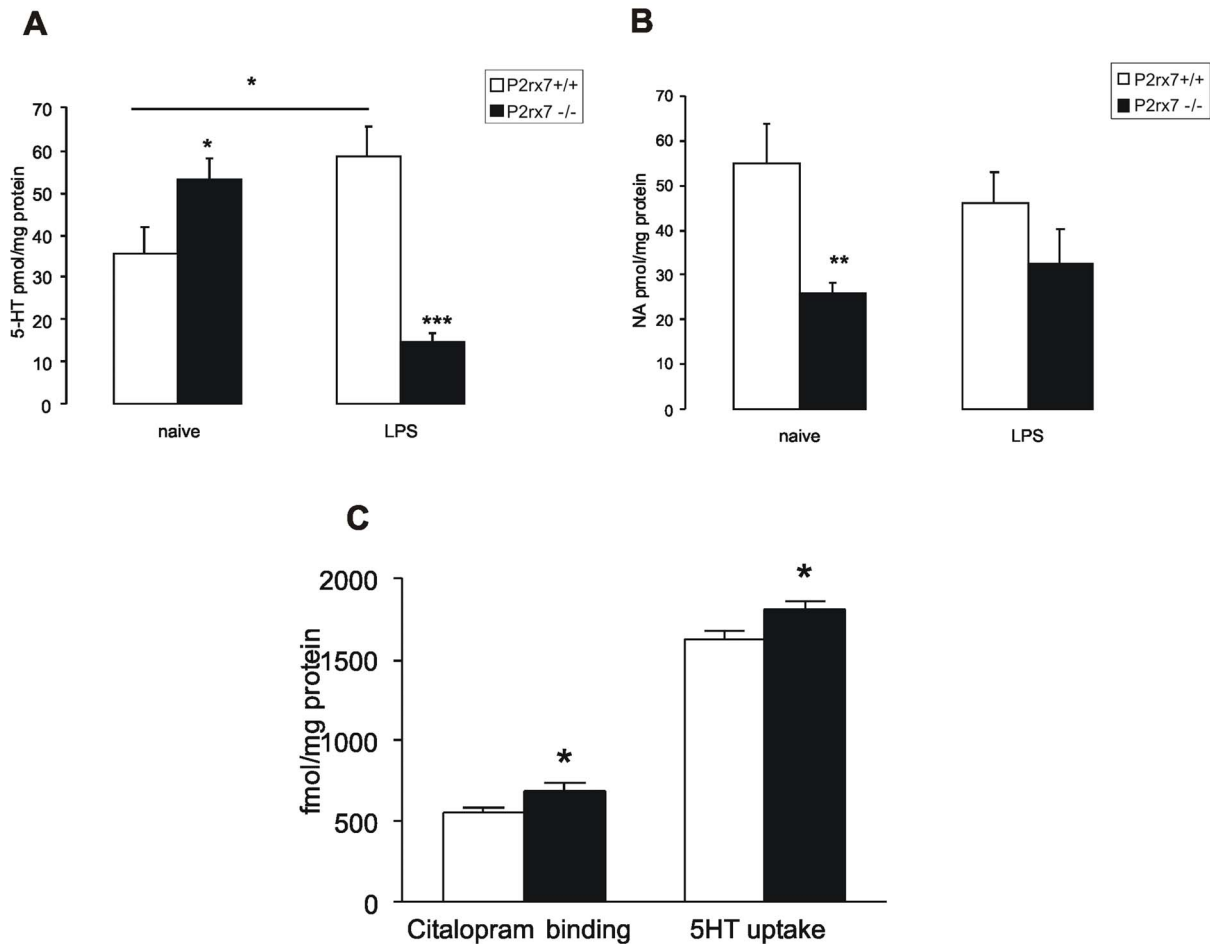 A
*
P2rx7+/+
P2rx7 -/-
5-HT pmol/mg protein
70
60
50
40
30
20
10
0
*
***
naive
LPS
B
P2rx7+/+
P2rx7 -/-
NA pmol/mg protein
70
60
50
40
30
20
10
0
**
naive
LPS
C
fmol/mg protein
2000
1500
1000
500
0
*
*
Citalopram binding
5HT uptake